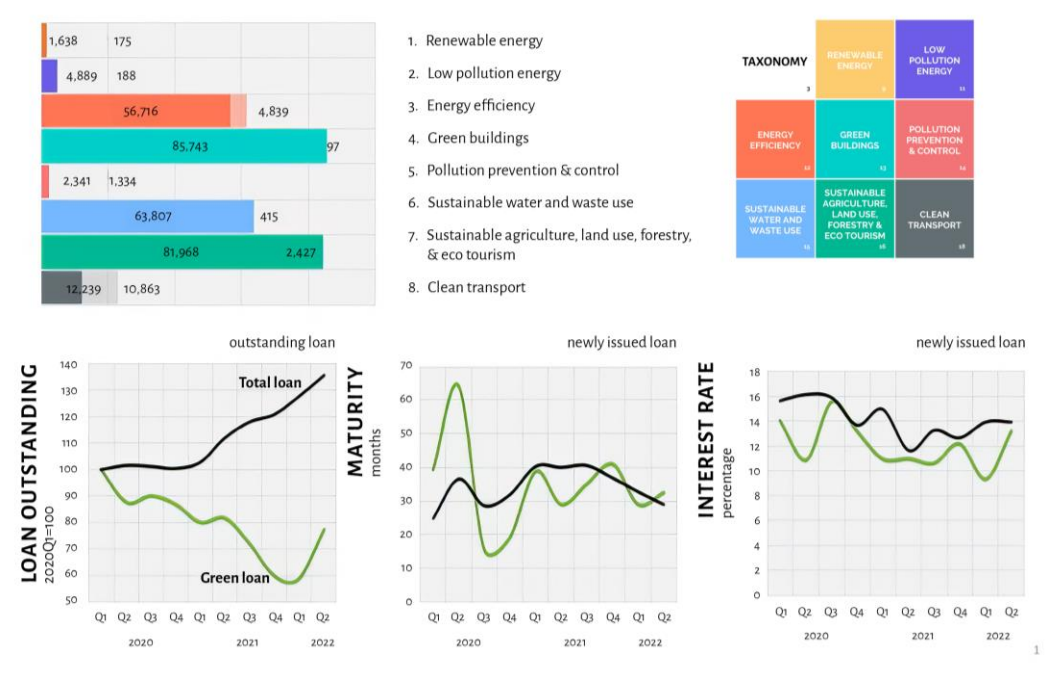 1,638 175
4,889 188
56,716 4,839
85,743 97
2,341 1,334
63,807 415
81,968 2,427
12,239 10,863
1. Renewable energy
2. Low pollution energy
3. Energy efficiency
4. Green buildings
5. Pollution prevention & control
6. Sustainable water and waste use
7. Sustainable agriculture, land use, forestry,
& eco tourism
8. Clean transport
TAXONOMY
RENEWABLE
ENERGY
LOW
POLLUTION
ENERGY
ENERGY
EFFICIENCY
GREEN
BUILDINGS
POLLUTION
PREVENTION
& CONTROL
SUSTAINABLE
WATER AND
WASTE USE
SUSTAINABLE
AGRICULTURE,
LAND USE,
FORESTRY &
ECO TOURISM
CLEAN
TRANSPORT
outstanding loan
LOAN OUTSTANDING
2020Q1=100
140
130
120
110
100
90
80
70
60
50
Total loan
Green loan
Q1 Q2 Q3 Q4 Q1 Q2 Q3 Q4 Q1 Q2
2020 2021 2022
newly issued loan
MATURITY
months
70
60
50
40
30
20
10
0
Q1 Q2 Q3 Q4 Q1 Q2 Q3 Q4 Q1 Q2
2020 2021 2022
newly issued loan
INTEREST RATE
percentage
18
16
14
12
10
8
6
4
2
0
Q1 Q2 Q3 Q4 Q1 Q2 Q3 Q4 Q1 Q2
2020 2021 2022
1